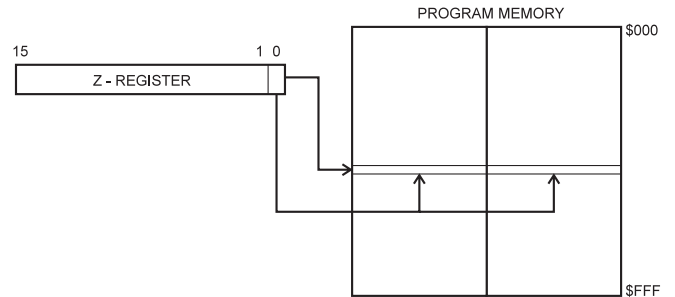 PROGRAM MEMORY
$000
15
1 0
Z - REGISTER
$FFF